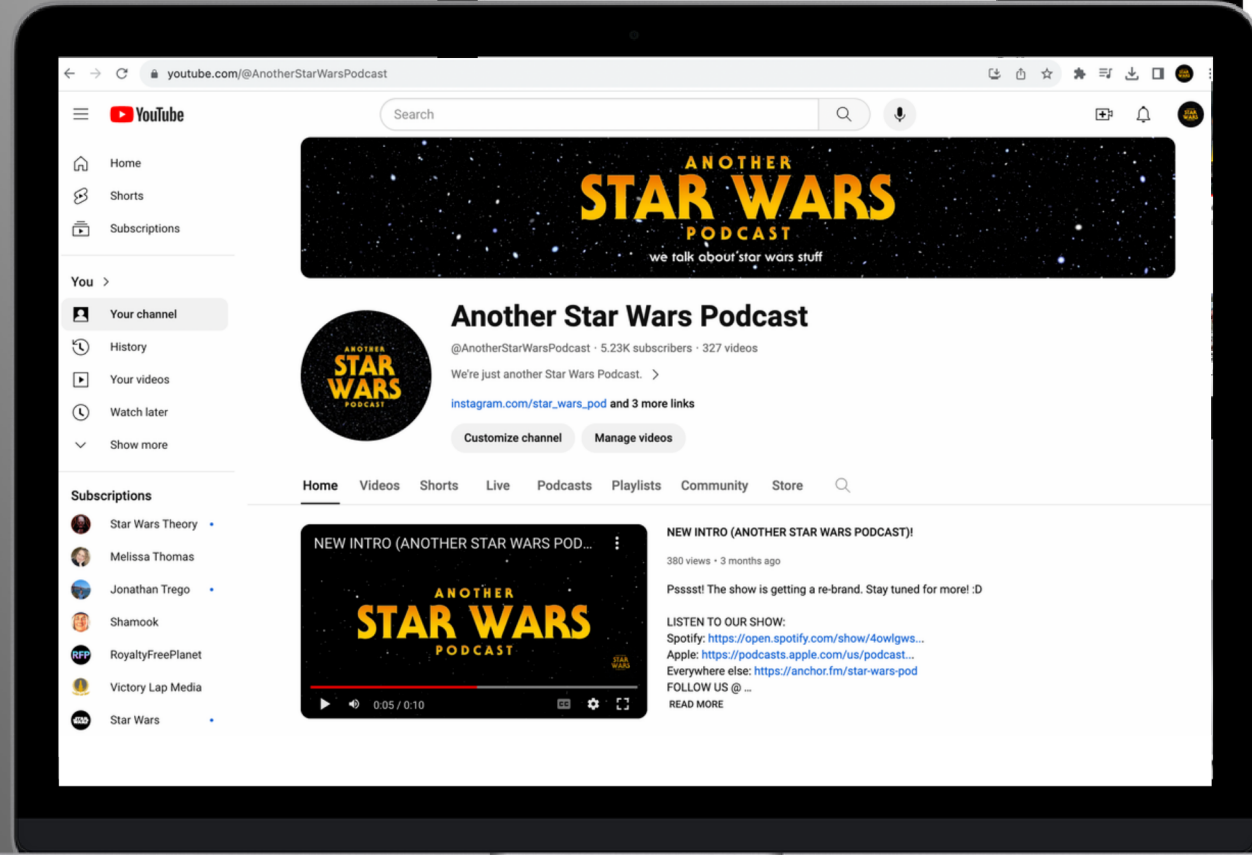 youtube.com/@AnotherStarWarsPodcast
YouTube
Search
Home
Shorts
Subscriptions
You
Your channel
History
Your videos
Watch later
Show more
Subscriptions
Star Wars Theory
Melissa Thomas
Jonathan Trego
Shamook
RFP
RoyaltyFreePlanet
Victory Lap Media
Star Wars
ANOTHER
STAR WARS
PODCAST
we talk about star wars stuff
ANOTHER
STAR
WARS
PODCAST
Another Star Wars Podcast
@AnotherStarWarsPodcast · 5.23K subscribers · 327 videos
We're just another Star Wars Podcast.
instagram.com/star_wars_pod and 3 more links
Customize channel Manage videos
Home Videos Shorts Live Podcasts Playlists Community Store
NEW INTRO (ANOTHER STAR WARS POD...
ANOTHER
STAR WARS
PODCAST
STAR
WARS
0:05 / 0:10
CC
NEW INTRO (ANOTHER STAR WARS PODCAST)!
380 views • 3 months ago
Psssst! The show is getting a re-brand. Stay tuned for more! :D
LISTEN TO OUR SHOW:
Spotify: https://open.spotify.com/show/4owlgws...
Apple: https://podcasts.apple.com/us/podcast...
Everywhere else: https://anchor.fm/star-wars-pod
FOLLOW US @ ...
READ MORE